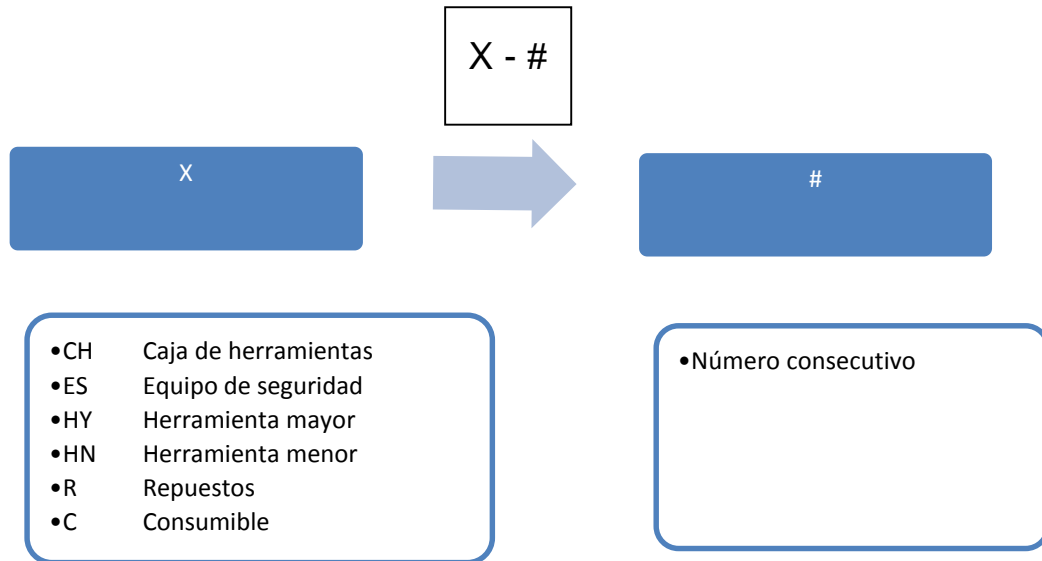 X - #
X
#
•CH Caja de herramientas
•ES Equipo de seguridad
•HY Herramienta mayor
•HN Herramienta menor
•R Repuestos
•C Consumible
•Número consecutivo